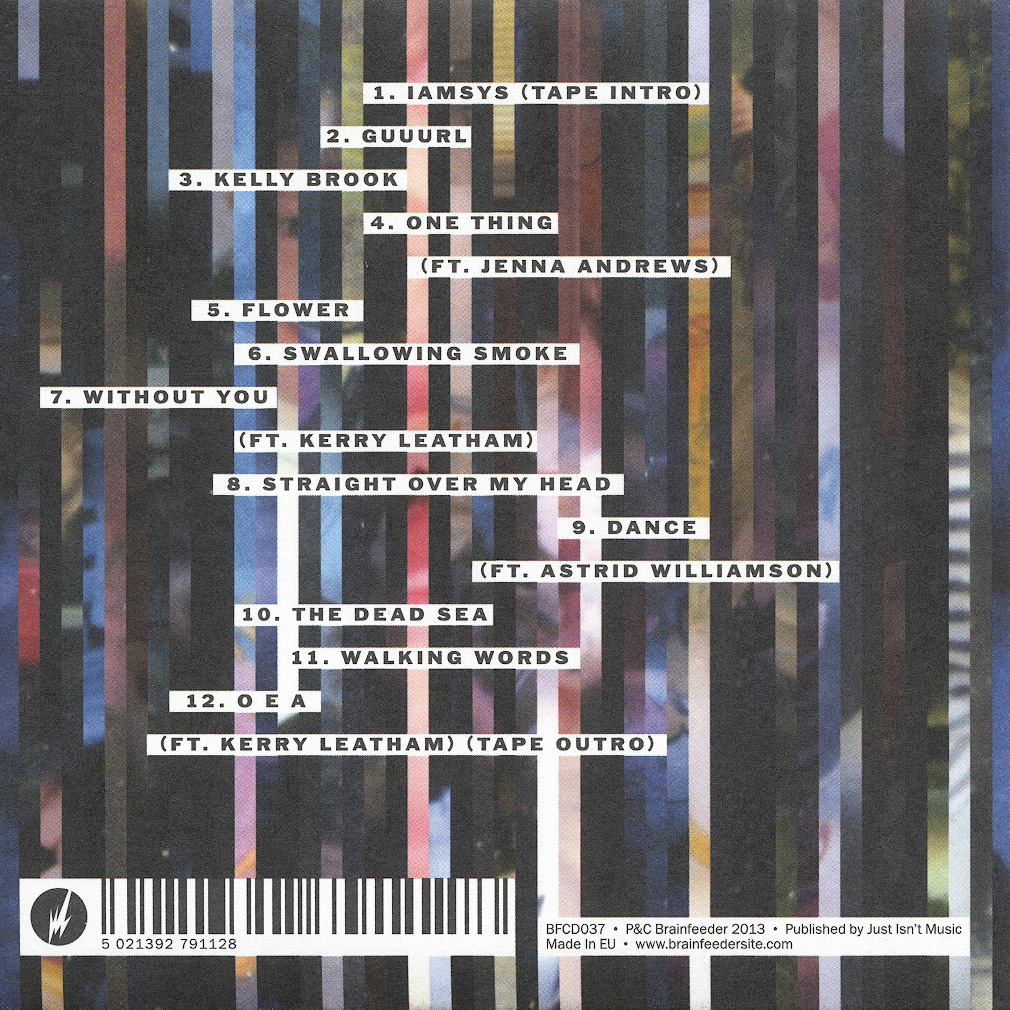 1. IAMSYS (TAPE INTRO)
2. GUUURL
3. KELLY BROOK
4. ONE THING
(FT. JENNA ANDREWS)
5. FLOWER
6. SWALLOWING SMOKE
7. WITHOUT YOU
(FT. KERRY LEATHAM)
8. STRAIGHT OVER MY HEAD
9. DANCE
(FT. ASTRID WILLIAMSON)
10. THE DEAD SEA
11. WALKING WORDS
12. O E A
(FT. KERRY LEATHAM) (TAPE OUTRO)
5 021392 791128
BFCD037 • P&C Brainfeeder 2013 • Published by Just Isn't Music
Made In EU • www.brainfeedersite.com